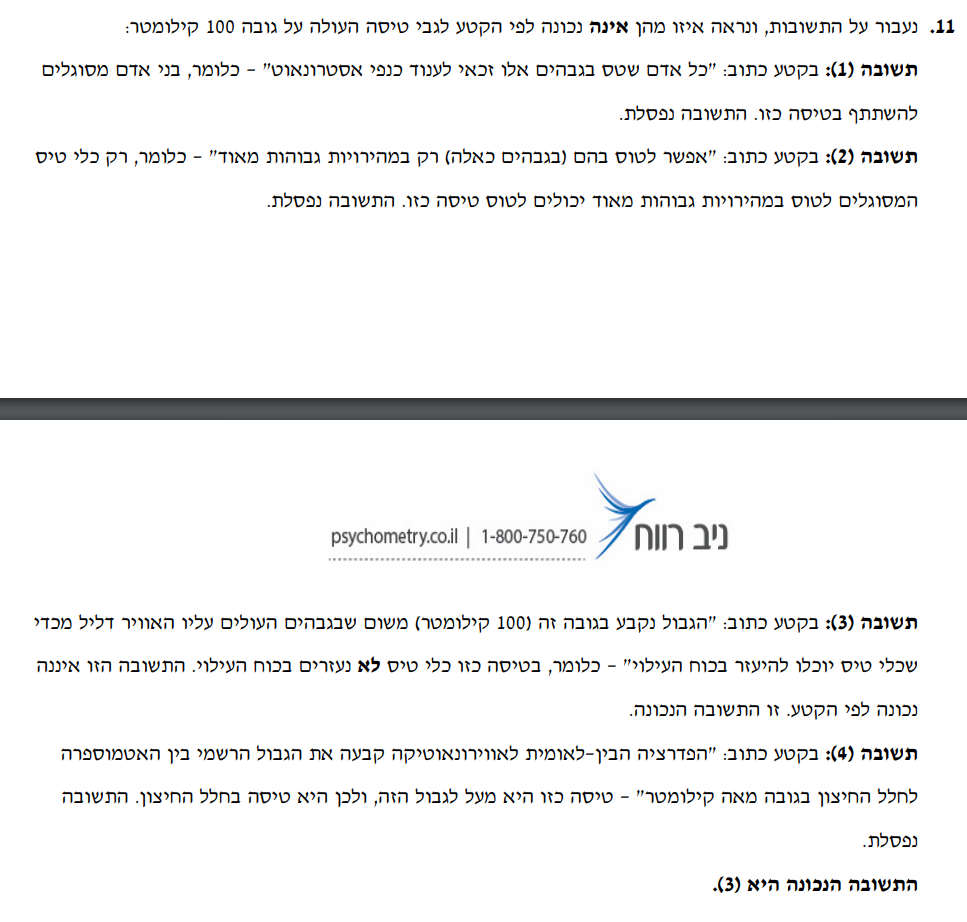 11. נעבור על התשובות, ונראה איזו מהן אינה נכונה לפי הקטע לגבי טיסה העולה על גובה 100 קילומטר:
תשובה (1): בקטע כתוב: "כל אדם שטס בגבהים אלו זכאי לענוד כנפי אסטרונאוט" – כלומר, בני אדם מסוגלים
להשתתף בטיסה כזו. התשובה נפסלת.
תשובה (2): בקטע כתוב: "אפשר לטוס בהם (בגבהים כאלה) רק במהירויות גבוהות מאוד" – כלומר, רק כלי טיס
המסוגלים לטוס במהירויות גבוהות מאוד יכולים לטוס טיסה כזו. התשובה נפסלת.
ניב רווח psychometry.co.il | 1-800-750-760
תשובה (3): בקטע כתוב: "הגבול נקבע בגובה זה (100 קילומטר) משום שבגבהים העולים עליו האוויר דליל מכדי
שכלי טיס יוכלו להיעזר בכוח העילוי" – כלומר, בטיסה כזו כלי טיס לא נעזרים בכוח העילוי. התשובה הזו איננה
נכונה לפי הקטע. זו התשובה הנכונה.
תשובה (4): בקטע כתוב: "הפדרציה הבין-לאומית לאווירונאוטיקה קבעה את הגבול הרשמי בין האטמוספרה
לחלל החיצון בגובה מאה קילומטר" – טיסה כזו היא מעל לגבול הזה, ולכן היא טיסה בחלל החיצון. התשובה
נפסלת.
התשובה הנכונה היא (3).